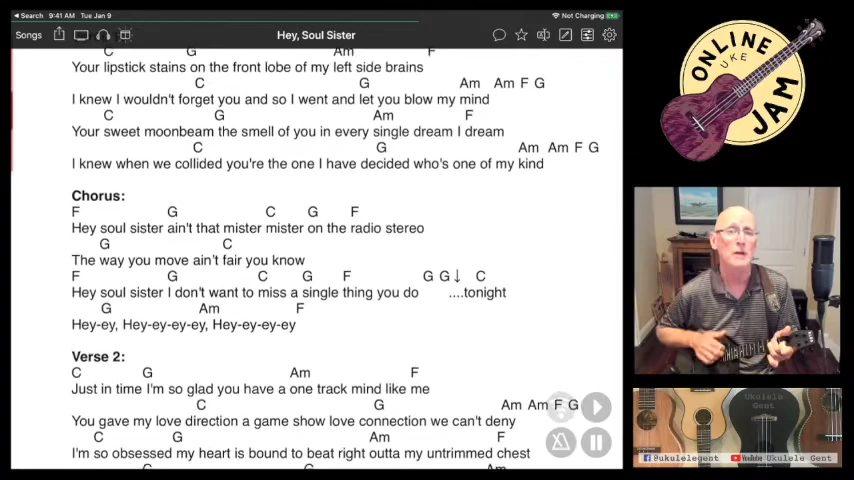 Search 9:41 AM Tue Jan 9 Not Charging
Songs Hey, Soul Sister
C G Am F
Your lipstick stains on the front lobe of my left side brains
C G Am Am F G
I knew I wouldn't forget you and so I went and let you blow my mind
C G Am F
Your sweet moonbeam the smell of you in every single dream I dream
C G Am Am F G
I knew when we collided you're the one I have decided who's one of my kind
Chorus:
F G C G F
Hey soul sister ain't that mister mister on the radio stereo
G C
The way you move ain't fair you know
F G C G F G G↓ C
Hey soul sister I don't want to miss a single thing you do ....tonight
G Am F
Hey-ey, Hey-ey-ey-ey, Hey-ey-ey-ey
Verse 2:
C G Am F
Just in time I'm so glad you have a one track mind like me
C G Am Am F G
You gave my love direction a game show love connection we can't deny
C G Am F
I'm so obsessed my heart is bound to beat right outta my untrimmed chest
C G Am
ONLINE
UKE
JAM
Ukulele
Gent
@ukulelegent YouTube Ukulele Gent